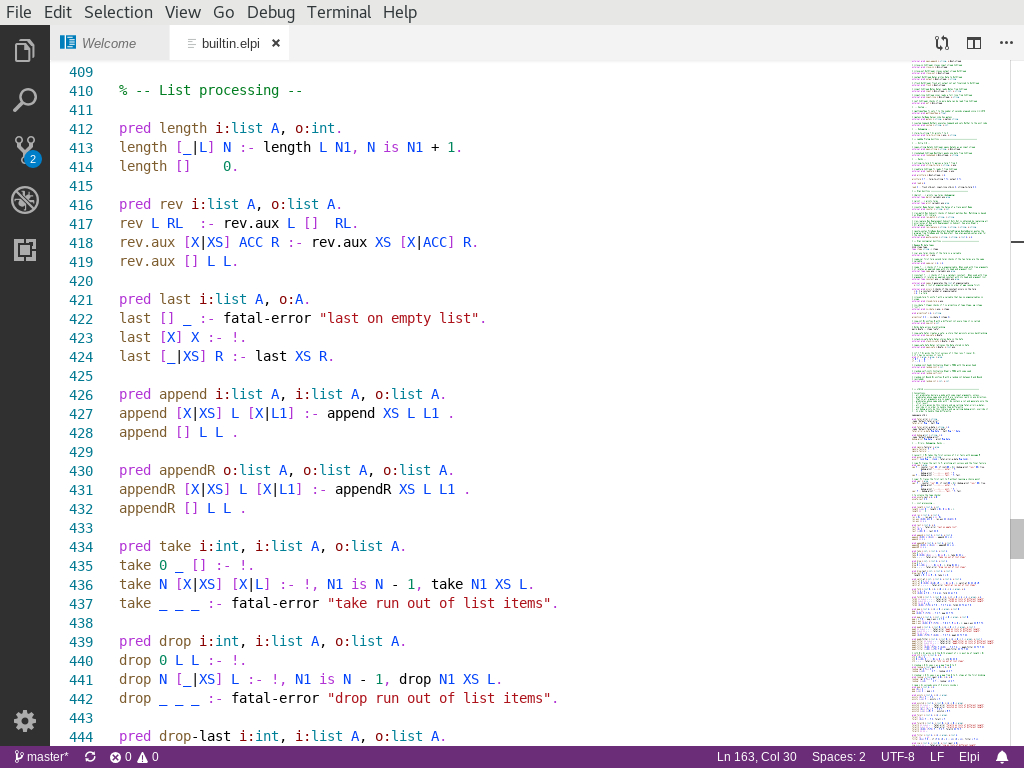 File Edit Selection View Go Debug Terminal Help
Welcome builtin.elpi
409
410 % -- List processing --
411
412 pred length i:list A, o:int.
413 length [_|L] N :- length L N1, N is N1 + 1.
414 length []    0.
415
416 pred rev i:list A, o:list A.
417 rev L RL  :- rev.aux L []  RL.
418 rev.aux [X|XS] ACC R :- rev.aux XS [X|ACC] R.
419 rev.aux [] L L.
420
421 pred last i:list A, o:A.
422 last [] _ :- fatal-error "last on empty list".
423 last [X] X :- !.
424 last [_|XS] R :- last XS R.
425
426 pred append i:list A, i:list A, o:list A.
427 append [X|XS] L [X|L1] :- append XS L L1 .
428 append [] L L .
429
430 pred appendR o:list A, o:list A, o:list A.
431 appendR [X|XS] L [X|L1] :- appendR XS L L1 .
432 appendR [] L L .
433
434 pred take i:int, i:list A, o:list A.
435 take 0 _ [] :- !.
436 take N [X|XS] [X|L] :- !, N1 is N - 1, take N1 XS L.
437 take _ _ _ :- fatal-error "take run out of list items".
438
439 pred drop i:int, i:list A, o:list A.
440 drop 0 L L :- !.
441 drop N [_|XS] L :- !, N1 is N - 1, drop N1 XS L.
442 drop _ _ _ :- fatal-error "drop run out of list items".
443
444 pred drop-last i:int, i:list A, o:list A.
2
master* 0 0 Ln 163, Col 30 Spaces: 2 UTF-8 LF Elpi